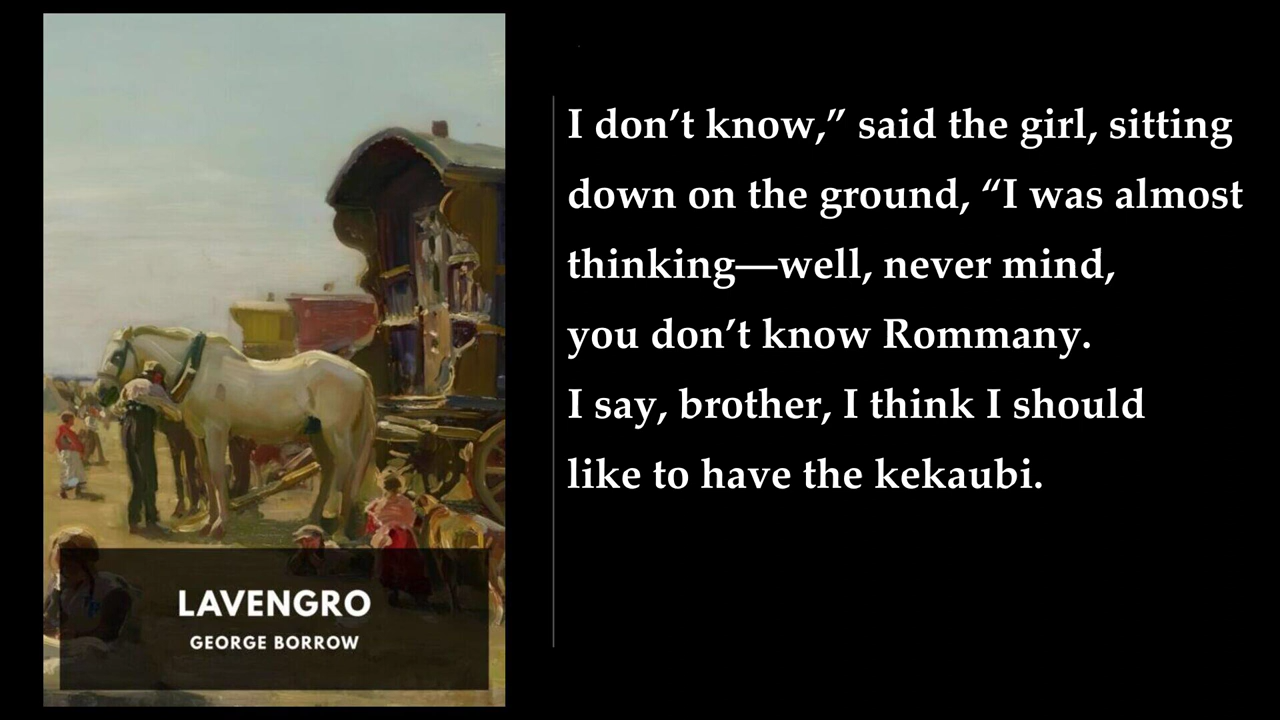 I don’t know,” said the girl, sitting
down on the ground, “I was almost
thinking—well, never mind,
you don’t know Rommany.
I say, brother, I think I should
like to have the kekaubi.
LAVENGRO
GEORGE BORROW